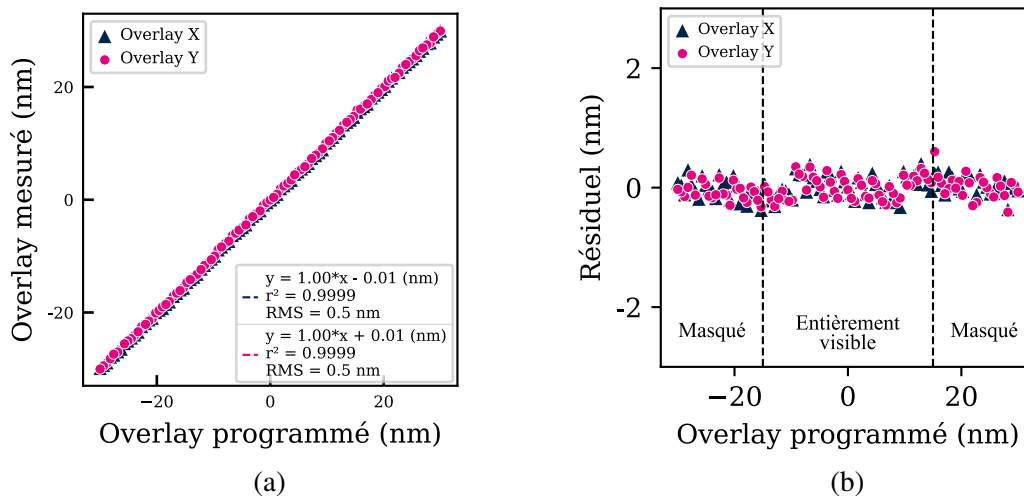 Overlay X
Overlay Y
20
0
-20
Overlay mesuré (nm)
y = 1.00*x - 0.01 (nm)
r² = 0.9999
RMS = 0.5 nm
y = 1.00*x + 0.01 (nm)
r² = 0.9999
RMS = 0.5 nm
−20
0
20
Overlay programmé (nm)
(a)
Overlay X
Overlay Y
2
0
-2
Résiduel (nm)
Masqué
Entièrement
visible
Masqué
−20
0
20
Overlay programmé (nm)
(b)